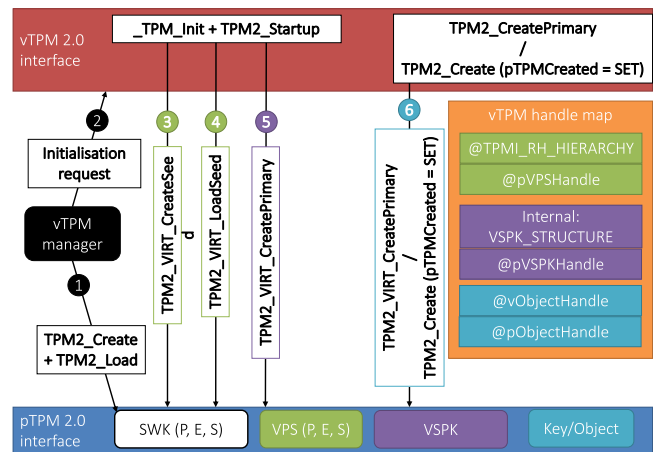 vTPM 2.0
interface
_TPM_Init + TPM2_Startup
TPM2_CreatePrimary
/
TPM2_Create (pTPMCreated = SET)
2
3
4
5
6
Initialisation
request
vTPM
manager
1
TPM2_Create
+ TPM2_Load
TPM2_VIRT_CreateSee
d
TPM2_VIRT_LoadSeed
TPM2_VIRT_CreatePrimary
TPM2_VIRT_CreatePrimary
/
TPM2_Create (pTPMCreated = SET)
vTPM handle map
@TPMI_RH_HIERARCHY
@pVPSHandle
Internal:
VSPK_STRUCTURE
@pVSPKHandle
@vObjectHandle
@pObjectHandle
pTPM 2.0
interface
SWK (P, E, S)
VPS (P, E, S)
VSPK
Key/Object